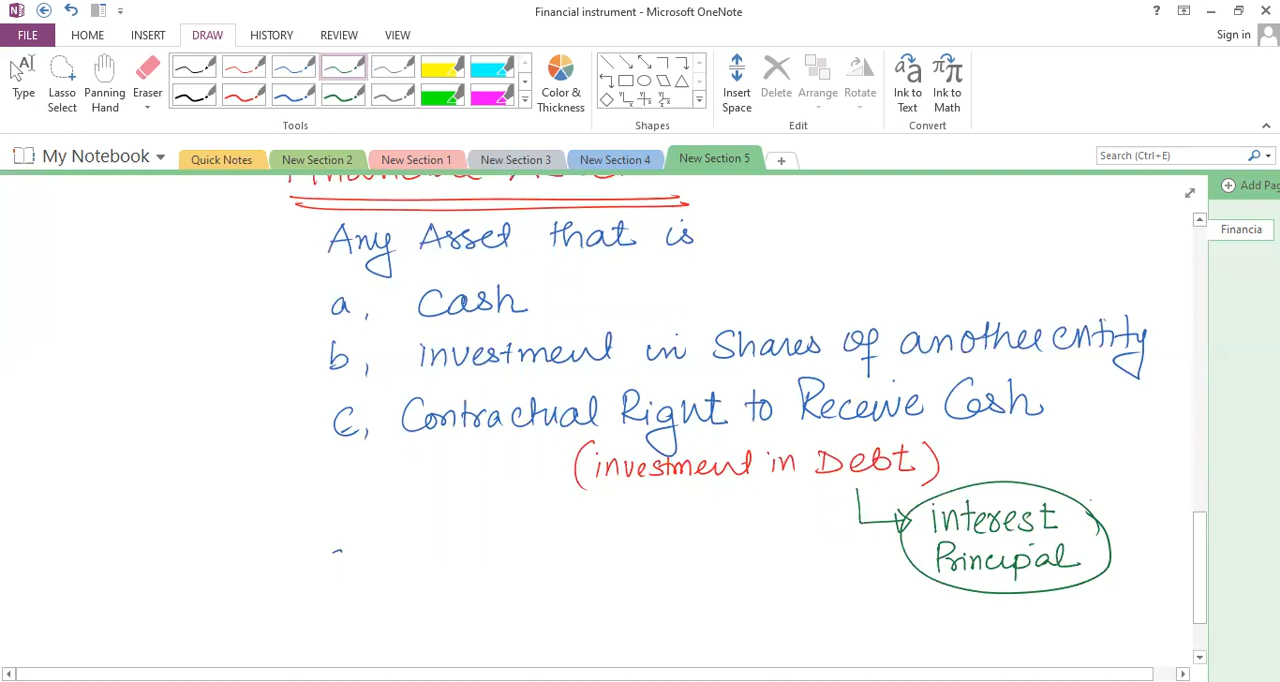 Financial instrument - Microsoft OneNote
Sign in
FILE HOME INSERT DRAW HISTORY REVIEW VIEW
Type
Lasso Select
Panning Hand
Eraser
Color & Thickness
Insert Space
Delete
Arrange
Rotate
Ink to Text
Ink to Math
Tools
Shapes
Edit
Convert
My Notebook
Quick Notes
New Section 2
New Section 1
New Section 3
New Section 4
New Section 5
Search (Ctrl+E)
Add Pag
Financia
Any Asset that is
a, Cash
b, investment in Shares of another entity
c, Contractual Right to Receive Cash
(investment in Debt)
interest
Principal